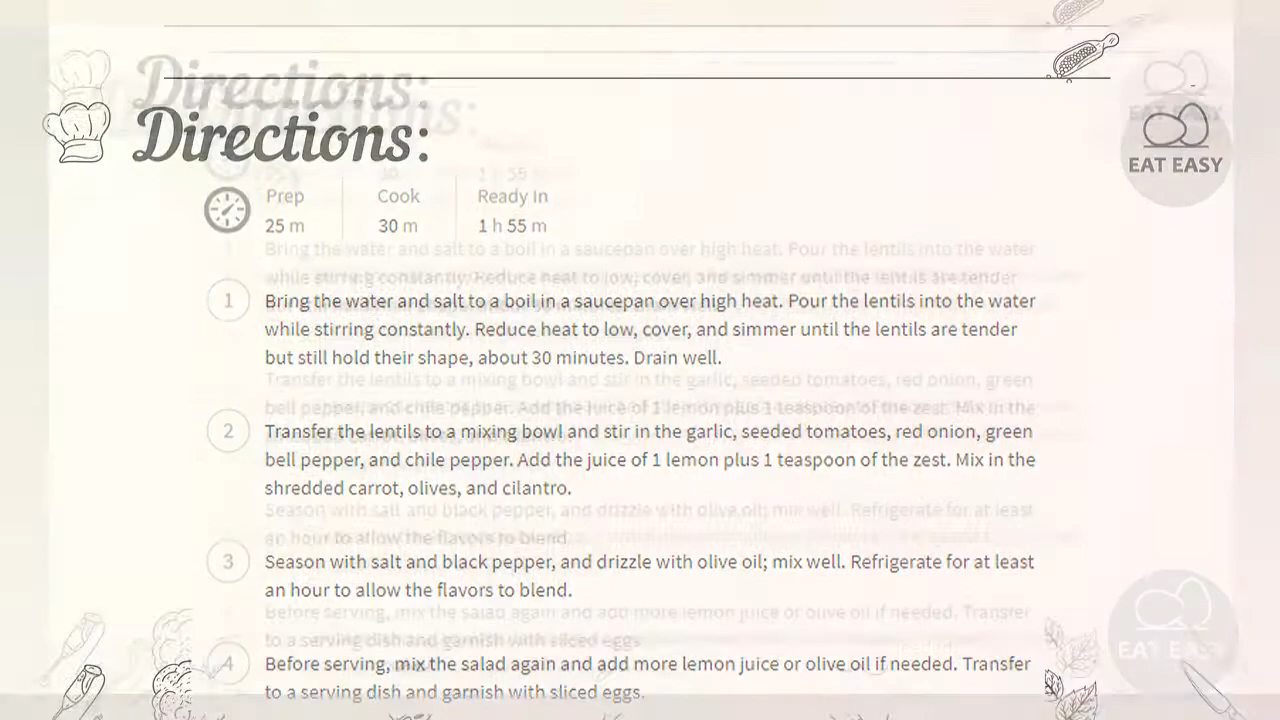 Directions:
EAT EASY
Prep Cook Ready In
25 m 30 m 1 h 55 m
1 Bring the water and salt to a boil in a saucepan over high heat. Pour the lentils into the water
while stirring constantly. Reduce heat to low, cover, and simmer until the lentils are tender
but still hold their shape, about 30 minutes. Drain well.
2 Transfer the lentils to a mixing bowl and stir in the garlic, seeded tomatoes, red onion, green
bell pepper, and chile pepper. Add the juice of 1 lemon plus 1 teaspoon of the zest. Mix in the
shredded carrot, olives, and cilantro.
3 Season with salt and black pepper, and drizzle with olive oil; mix well. Refrigerate for at least
an hour to allow the flavors to blend.
4 Before serving, mix the salad again and add more lemon juice or olive oil if needed. Transfer
to a serving dish and garnish with sliced eggs.
EAT EASY